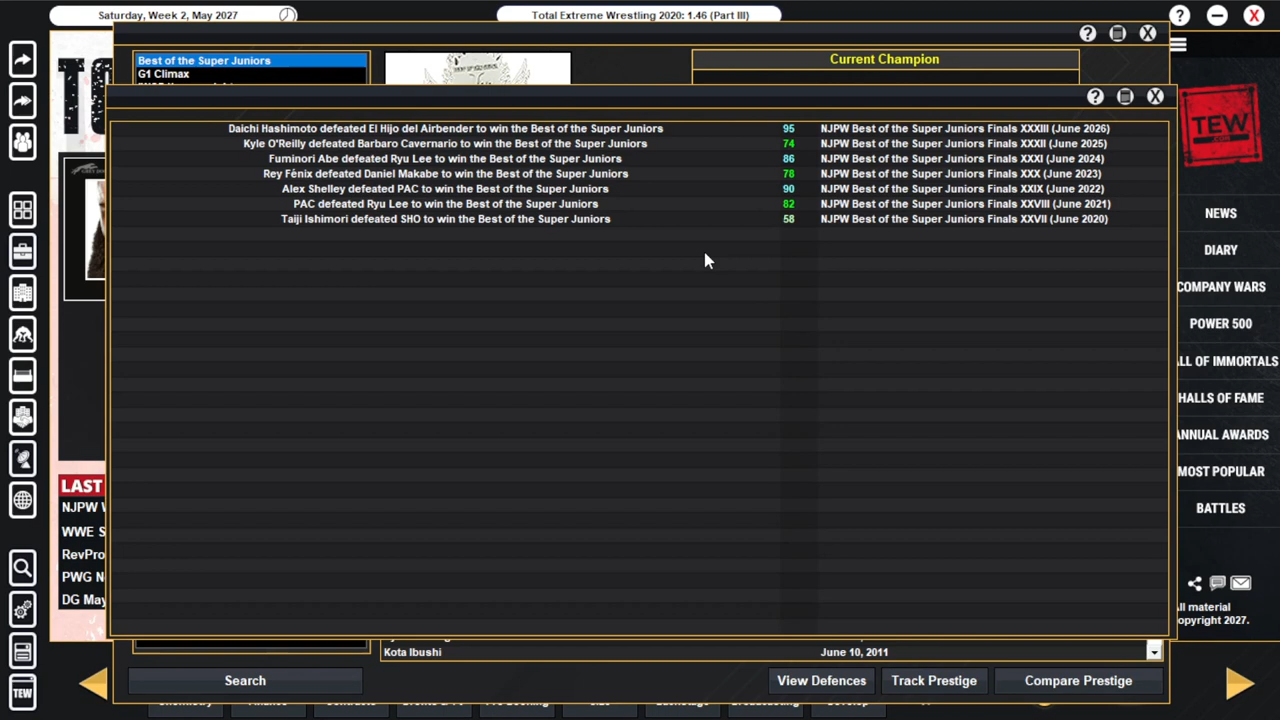 Saturday, Week 2, May 2027
Total Extreme Wrestling 2020: 1.46 (Part III)
Best of the Super Juniors
G1 Climax
Current Champion
Daichi Hashimoto defeated El Hijo del Airbender to win the Best of the Super Juniors 95 NJPW Best of the Super Juniors Finals XXXIII (June 2026)
Kyle O'Reilly defeated Barbaro Cavernario to win the Best of the Super Juniors 74 NJPW Best of the Super Juniors Finals XXXII (June 2025)
Fuminori Abe defeated Ryu Lee to win the Best of the Super Juniors 86 NJPW Best of the Super Juniors Finals XXXI (June 2024)
Rey Fénix defeated Daniel Makabe to win the Best of the Super Juniors 78 NJPW Best of the Super Juniors Finals XXX (June 2023)
Alex Shelley defeated PAC to win the Best of the Super Juniors 90 NJPW Best of the Super Juniors Finals XXIX (June 2022)
PAC defeated Ryu Lee to win the Best of the Super Juniors 82 NJPW Best of the Super Juniors Finals XXVIII (June 2021)
Taiji Ishimori defeated SHO to win the Best of the Super Juniors 58 NJPW Best of the Super Juniors Finals XXVII (June 2020)
TEW
.COM
NEWS
DIARY
COMPANY WARS
POWER 500
ALL OF IMMORTALS
HALLS OF FAME
ANNUAL AWARDS
MOST POPULAR
BATTLES
All material
opyright 2027.
LAST
NJPW W
WWE S
RevPro
PWG N
DG May
Kota Ibushi June 10, 2011
Search
View Defences
Track Prestige
Compare Prestige
TEW